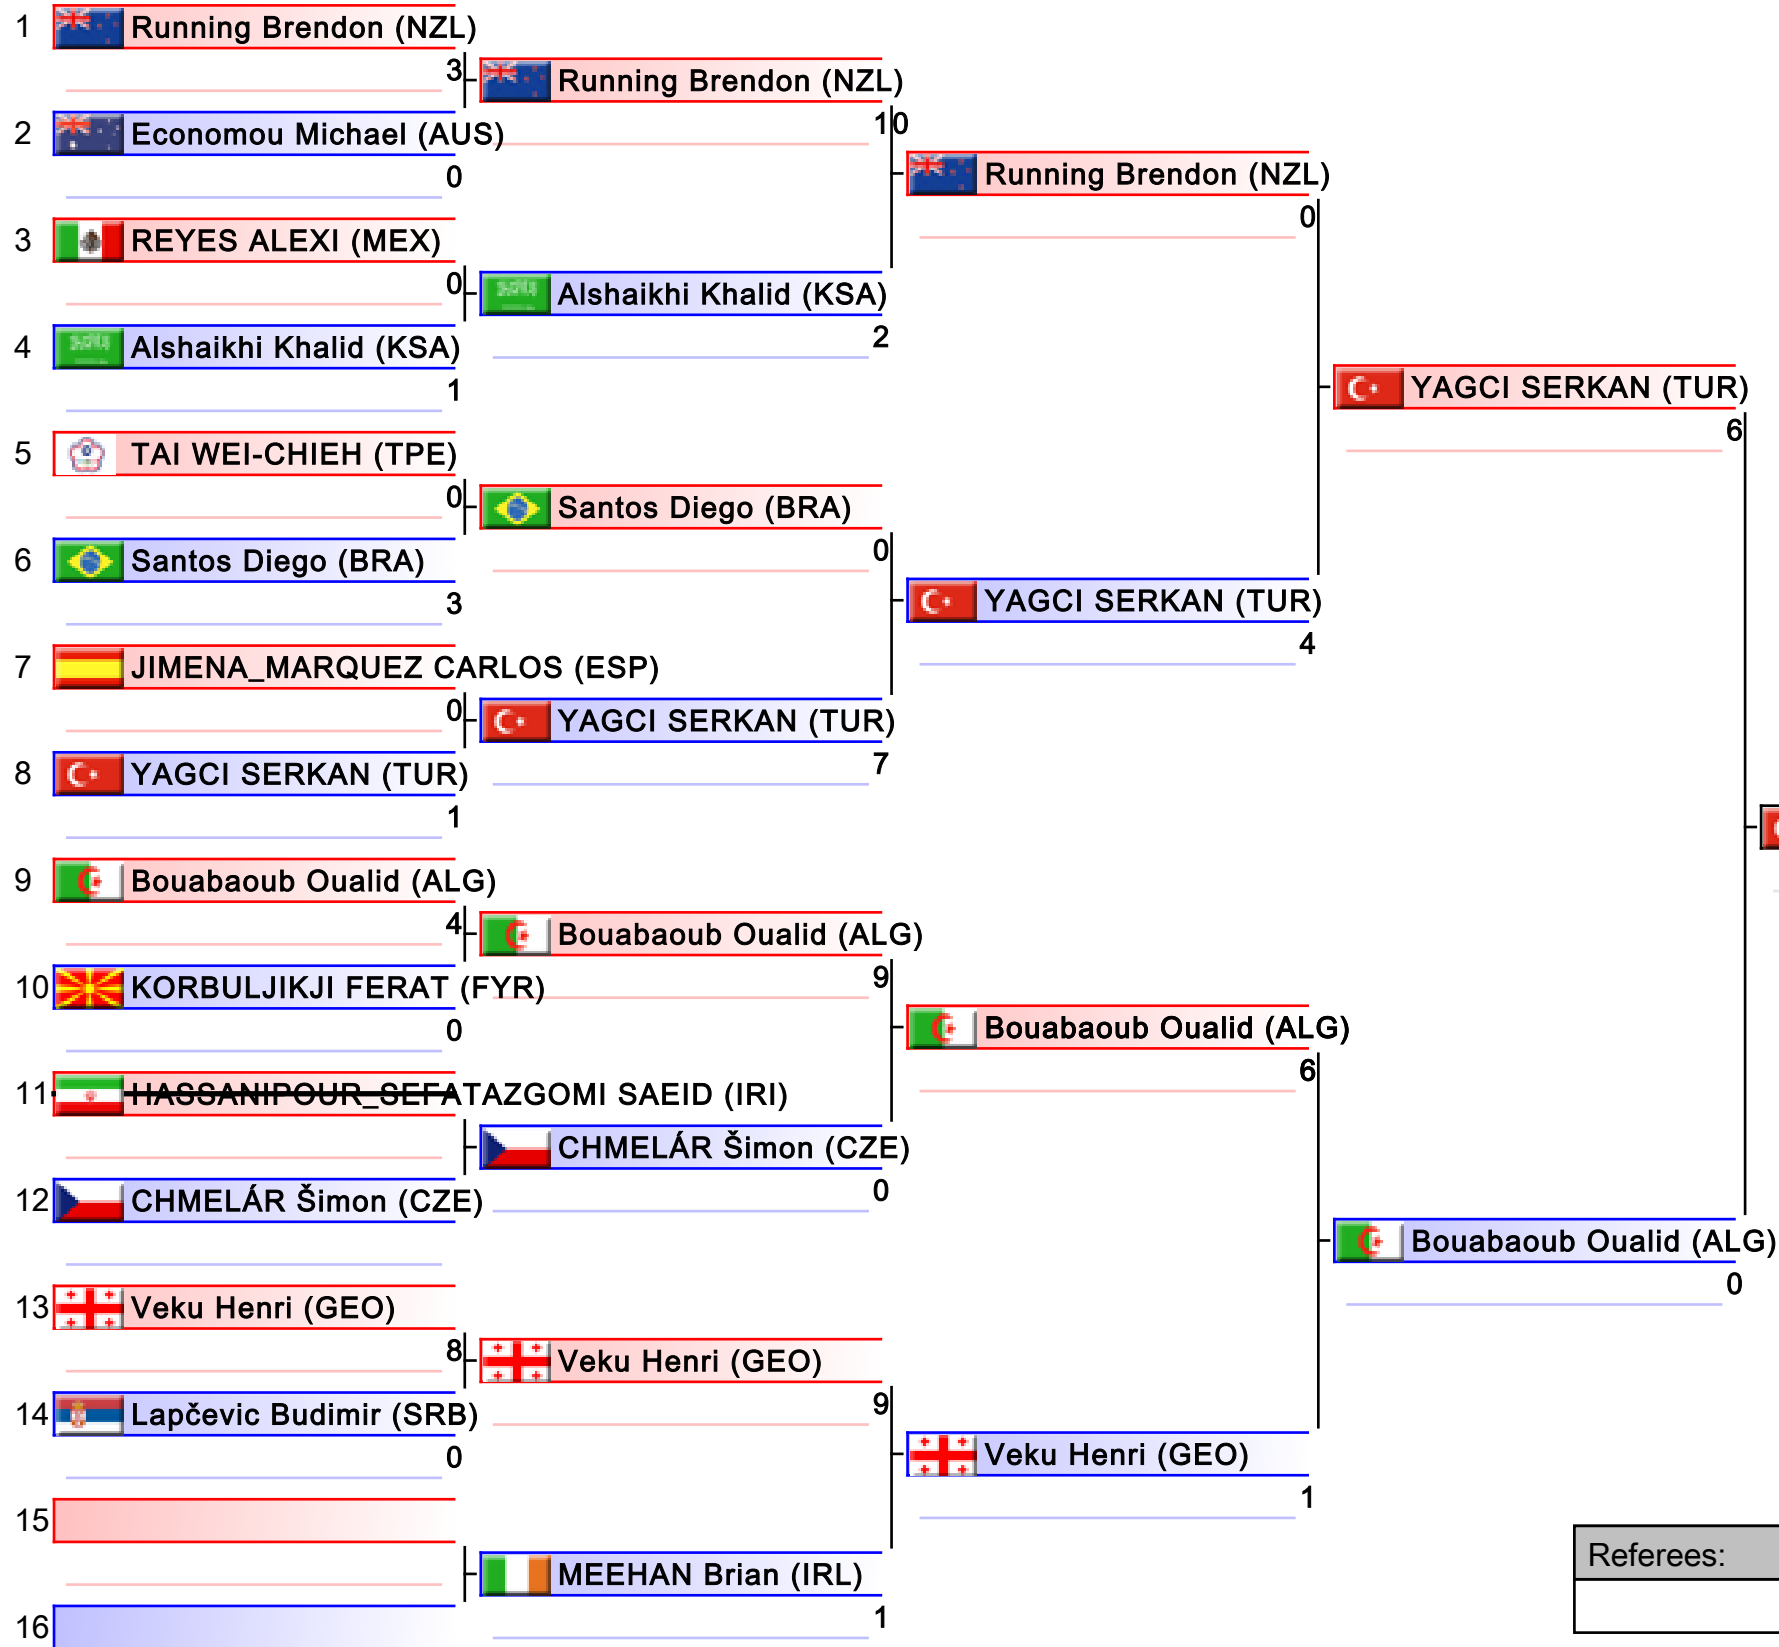 1 Running Brendon (NZL)
3
Running Brendon (NZL)
10
2 Economou Michael (AUS)
0
Running Brendon (NZL)
0
3 REYES ALEXI (MEX)
0
Alshaikhi Khalid (KSA)
2
4 Alshaikhi Khalid (KSA)
1
YAGCI SERKAN (TUR)
6
5 TAI WEI-CHIEH (TPE)
0
Santos Diego (BRA)
0
6 Santos Diego (BRA)
3
YAGCI SERKAN (TUR)
4
7 JIMENA_MARQUEZ CARLOS (ESP)
0
YAGCI SERKAN (TUR)
7
8 YAGCI SERKAN (TUR)
1
9 Bouabaoub Oualid (ALG)
4
Bouabaoub Oualid (ALG)
9
10 KORBULJIKJI FERAT (FYR)
0
Bouabaoub Oualid (ALG)
6
11 HASSANIPOUR_SEFATAZGOMI SAEID (IRI)
CHMELÁR Šimon (CZE)
0
12 CHMELÁR Šimon (CZE)
Bouabaoub Oualid (ALG)
0
13 Veku Henri (GEO)
8
Veku Henri (GEO)
9
14 Lapčevic Budimir (SRB)
0
Veku Henri (GEO)
1
15
MEEHAN Brian (IRL)
1
16
Referees: